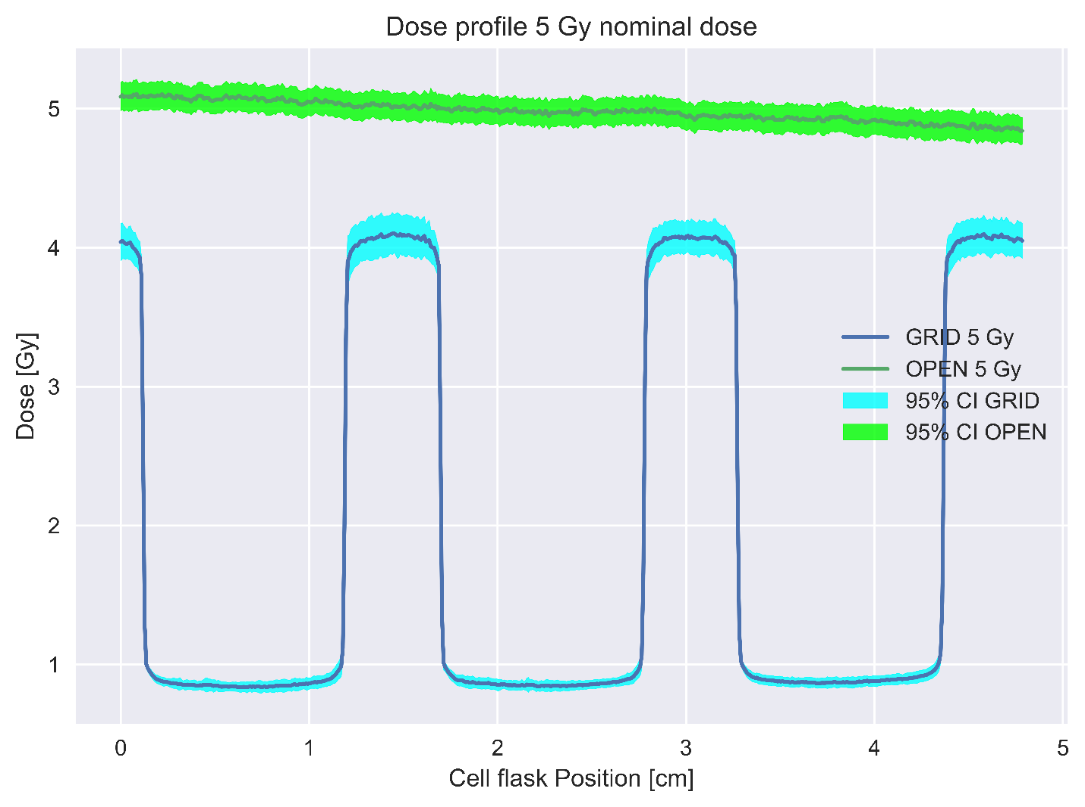 Dose profile 5 Gy nominal dose
Dose [Gy]
5
4
3
2
1
GRID 5 Gy
OPEN 5 Gy
95% CI GRID
95% CI OPEN
0 1 2 3 4 5
Cell flask Position [cm]